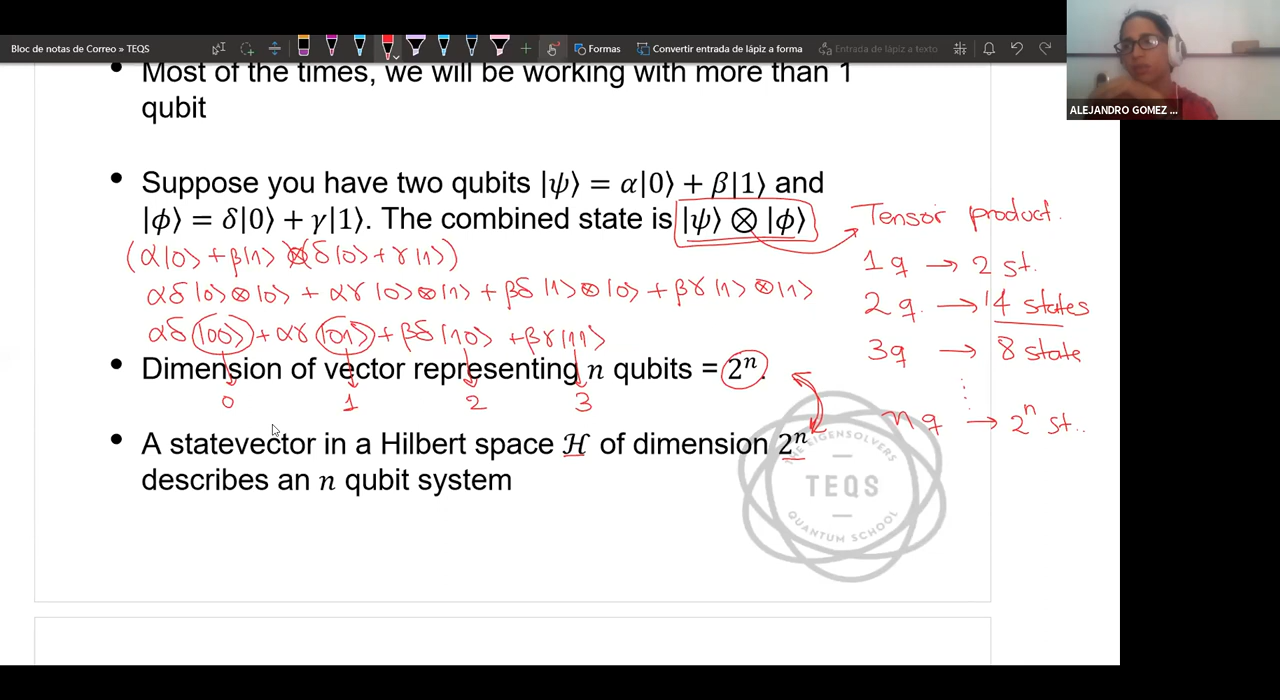 Bloc de notas de Correo » TEQS
Formas
Convertir entrada de lápiz a forma
Entrada de lápiz a texto
ALEJANDRO GOMEZ ...
• Most of the times, we will be working with more than 1
qubit
• Suppose you have two qubits |ψ⟩ = α|0⟩ + β|1⟩ and
|ϕ⟩ = δ|0⟩ + γ|1⟩. The combined state is |ψ⟩ ⊗ |ϕ⟩
(α|0⟩ + β|1⟩)⊗(δ|0⟩ + γ|1⟩)
αδ |0⟩⊗|0⟩ + αγ |0⟩⊗|1⟩ + βδ |1⟩⊗|0⟩ + βγ |1⟩⊗|1⟩
αδ |00⟩ + αγ |01⟩ + βδ |10⟩ + βγ |11⟩
• Dimension of vector representing n qubits = 2ⁿ.
0 1 2 3
• A statevector in a Hilbert space ℋ of dimension 2ⁿ
describes an n qubit system
Tensor product.
1 q → 2 st.
2 q. → 4 states
3q → 8 state
⋮
n q → 2ⁿ st..
THE EIGENSOLVERS
TEQS
QUANTUM SCHOOL